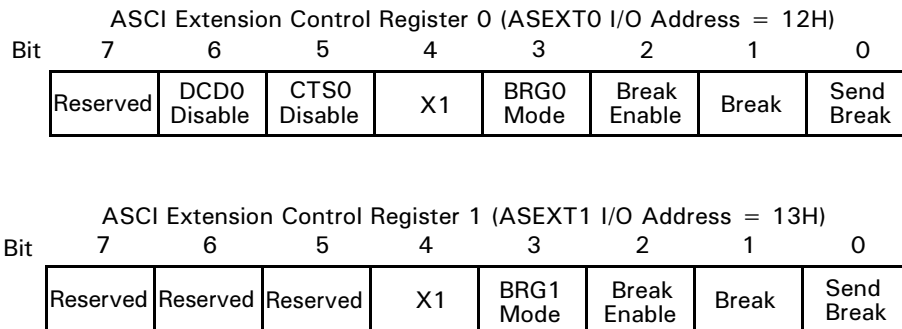 ASCI Extension Control Register 0 (ASEXT0 I/O Address = 12H)
Bit 7 6 5 4 3 2 1 0
Reserved DCD0 Disable CTS0 Disable X1 BRG0 Mode Break Enable Break Send Break
ASCI Extension Control Register 1 (ASEXT1 I/O Address = 13H)
Bit 7 6 5 4 3 2 1 0
Reserved Reserved Reserved X1 BRG1 Mode Break Enable Break Send Break